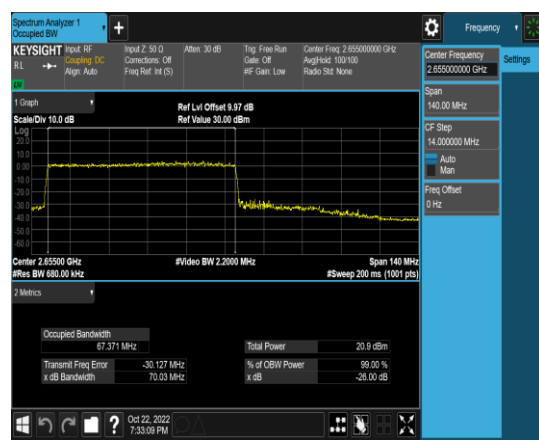 Spectrum Analyzer 1
Occupied BW
+
Frequency
KEYSIGHT Input: RF Input Z: 50 Ω Atten: 30 dB Trig: Free Run Center Freq: 2.655000000 GHz
RL Coupling: DC Corrections: Off Gate: Off Avg|Hold: 100/100
Align: Auto Freq Ref: Int (S) #IF Gain: Low Radio Std: None
Center Frequency
2.655000000 GHz
Settings
Span
140.00 MHz
CF Step
14.000000 MHz
Auto
Man
Freq Offset
0 Hz
1 Graph
Ref Lvl Offset 9.97 dB
Scale/Div 10.0 dB Ref Value 30.00 dBm
Log
20.0
10.0
0.00
-10.0
-20.0
-30.0
-40.0
-50.0
-60.0
Center 2.65500 GHz #Video BW 2.2000 MHz Span 140 MHz
#Res BW 680.00 kHz #Sweep 200 ms (1001 pts)
2 Metrics
Occupied Bandwidth
67.371 MHz Total Power 20.9 dBm
Transmit Freq Error -30.127 MHz % of OBW Power 99.00 %
x dB Bandwidth 70.03 MHz x dB -26.00 dB
? Oct 22, 2022
7:33:09 PM